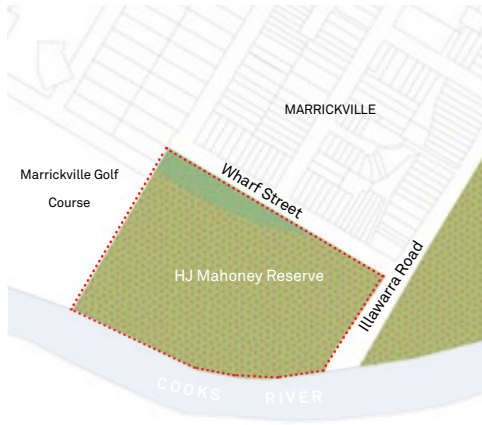 MARRICKVILLE
Marrickville Golf
Course
Wharf Street
HJ Mahoney Reserve
Illawarra Road
COOKS RIVER